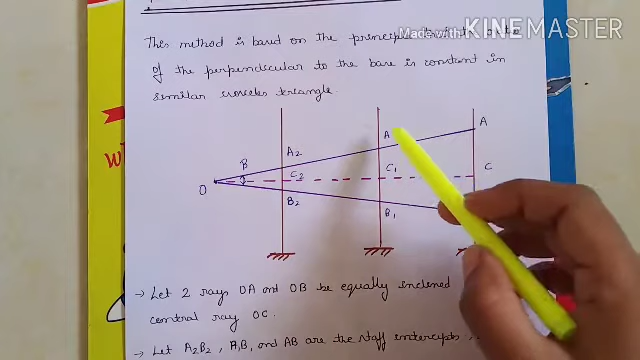 Made with KINEMASTER
This method is based on the principle
of the perpendicular to the base is constant in
similar isosceles triangle.
A
A
A2
β
C2
C1
C
O
B2
B1
→ Let 2 rays OA and OB be equally inclined
central ray OC.
→ Let A2B2, A1B1 and AB are the staff intercepts